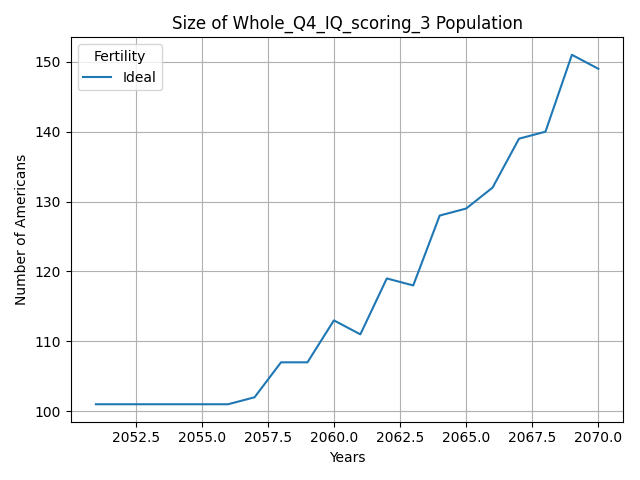 Size of Whole_Q4_IQ_scoring_3 Population
Fertility
Ideal
Number of Americans
150
140
130
120
110
100
2052.5 2055.0 2057.5 2060.0 2062.5 2065.0 2067.5 2070.0
Years